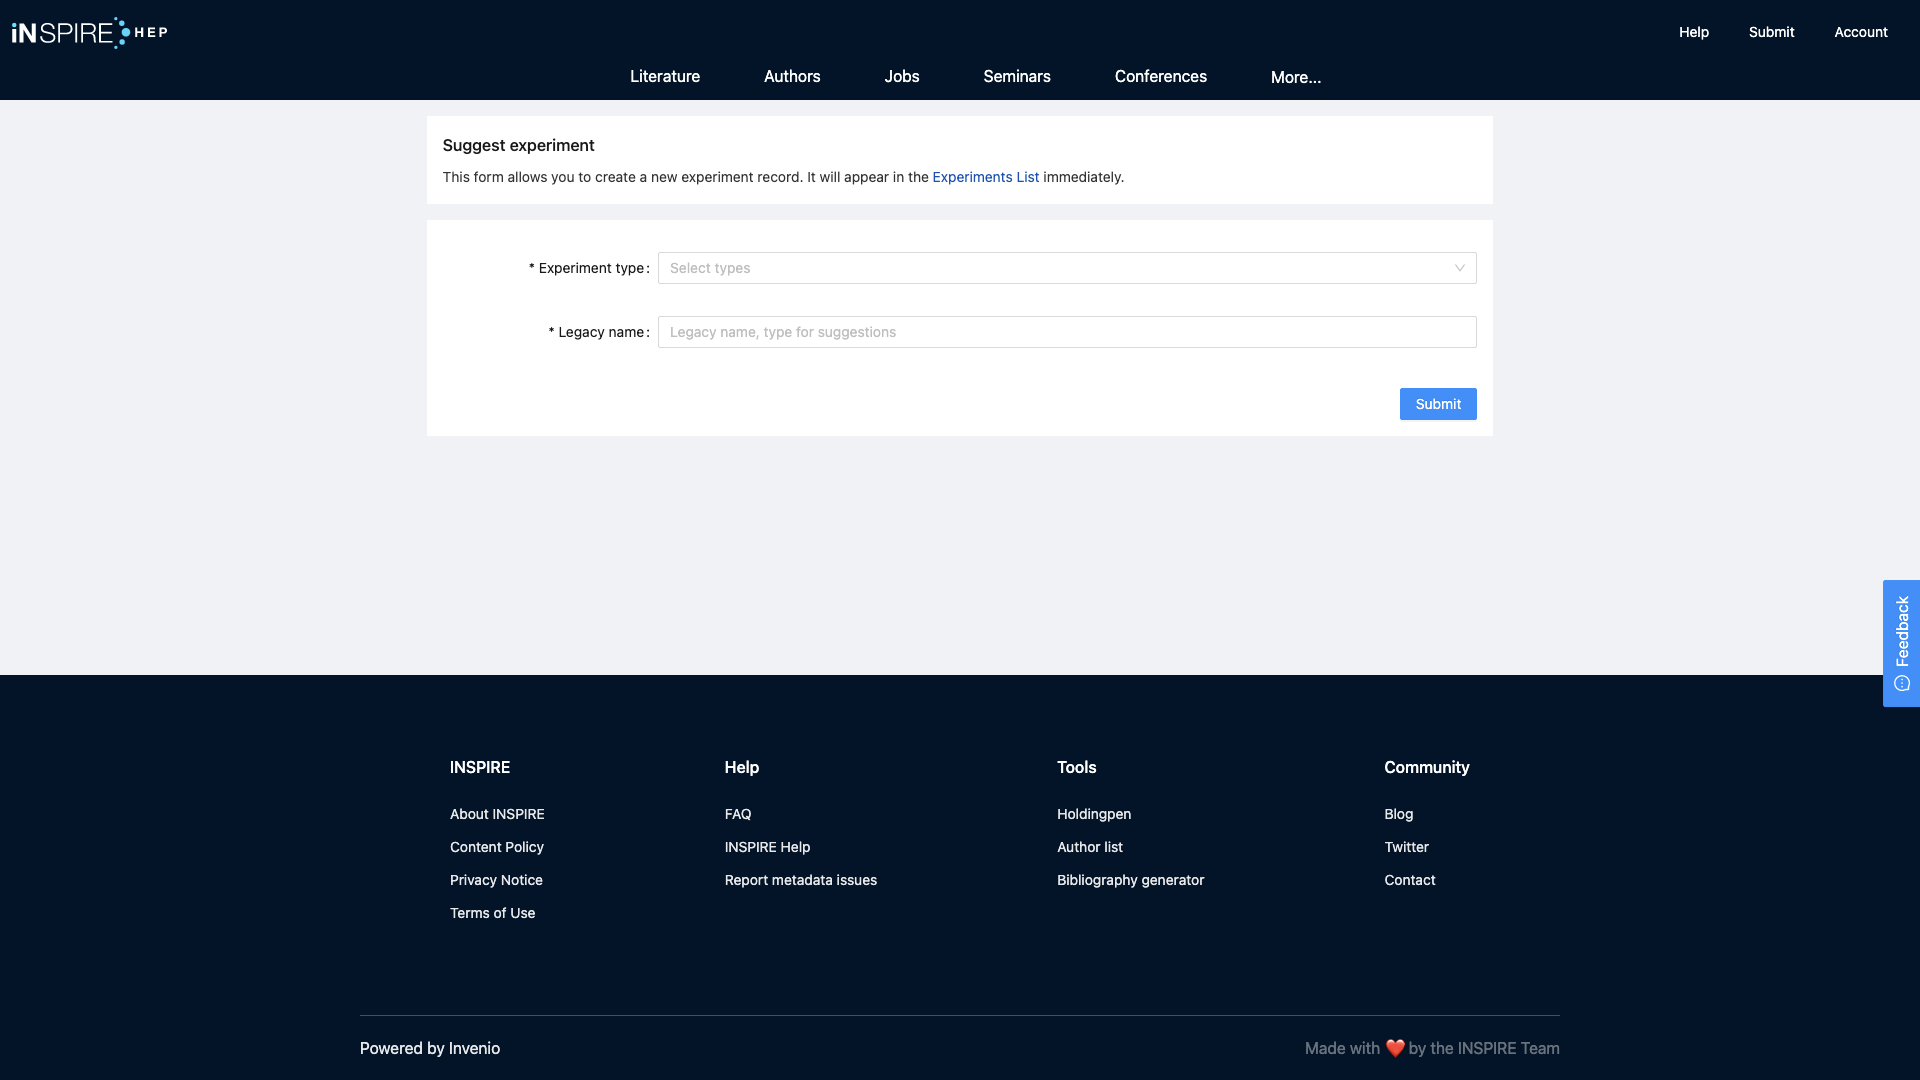 iNSPIRE HEP
Help Submit Account
Literature Authors Jobs Seminars Conferences More...
Suggest experiment
This form allows you to create a new experiment record. It will appear in the Experiments List immediately.
* Experiment type: Select types
* Legacy name: Legacy name, type for suggestions
Submit
Feedback
INSPIRE
About INSPIRE
Content Policy
Privacy Notice
Terms of Use
Help
FAQ
INSPIRE Help
Report metadata issues
Tools
Holdingpen
Author list
Bibliography generator
Community
Blog
Twitter
Contact
Powered by Invenio
Made with ❤️ by the INSPIRE Team